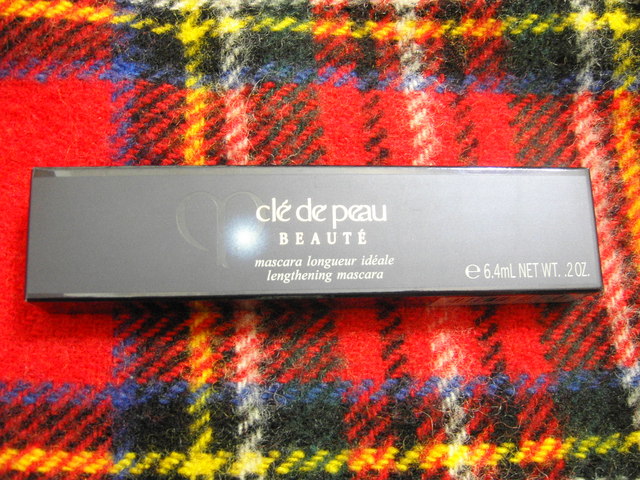 clé de peau
BEAUTÉ
mascara longueur idéale
lengthening mascara
℮ 6.4mL NET WT. .2 OZ.